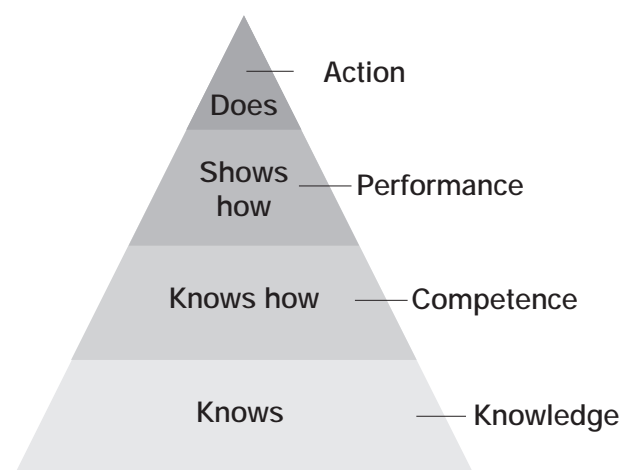 Action
Does
Shows
how
Performance
Knows how
Competence
Knows
Knowledge